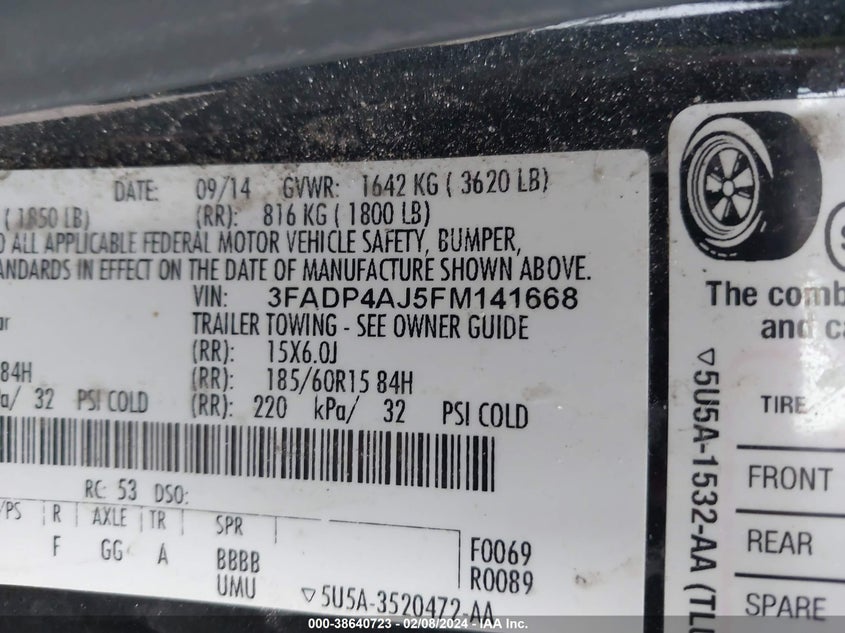 DATE: 09/14 GVWR: 1642 KG ( 3620 LB)
( 1850 LB) (RR): 816 KG ( 1800 LB)
ALL APPLICABLE FEDERAL MOTOR VEHICLE SAFETY, BUMPER,
ANDARDS IN EFFECT ON THE DATE OF MANUFACTURE SHOWN ABOVE.
VIN: 3FADP4AJ5FM141668
ar TRAILER TOWING - SEE OWNER GUIDE
(RR): 15X6.0J
84H (RR): 185/60R15 84H
a/ 32 PSI COLD (RR): 220 kPa/ 32 PSI COLD
RC: 53 DSO:
/PS R AXLE TR SPR
F GG A BBBB
UMU
F0069
R0089
▽5U5A-3520472-AA
The comb
and ca
▽5U5A-1532-AA (TL
TIRE
FRONT
REAR
SPARE
000-38640723 - 02/08/2024 - IAA Inc.